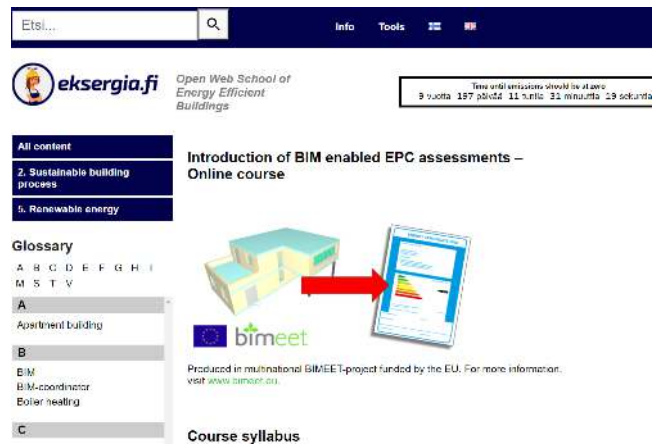 Etsi...
Info Tools
eksergia.fi
Open Web School of
Energy Efficient
Buildings
Time until emissions should be at zero
9 vuotta 197 päivää 11 tuntia 31 minuuttia 19 sekuntia
All content
2. Sustainable building
process
5. Renewable energy
Introduction of BIM enabled EPC assessments –
Online course
Glossary
A B C D E F G H I
M S T V
A
Apartment building
B
BIM
BIM-coordinator
Boiler heating
C
bimeet
Produced in multinational BIMEET-project funded by the EU. For more information,
visit www.bimeet.eu.
Course syllabus